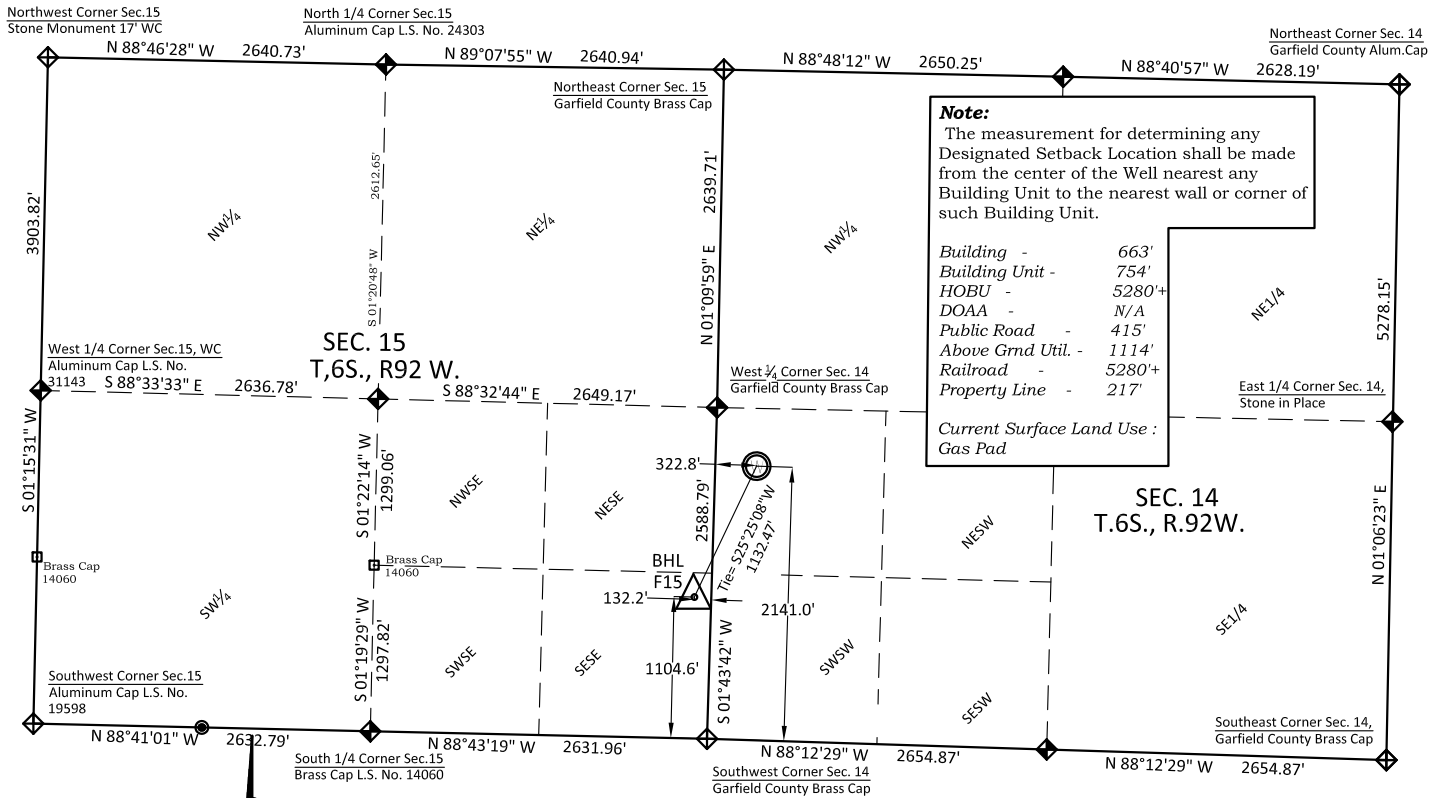 Northwest Corner Sec.15
Stone Monument 17' WC
North 1/4 Corner Sec.15
Aluminum Cap L.S. No. 24303
Northeast Corner Sec. 14
Garfield County Alum.Cap
N 88°46'28" W 2640.73'
N 89°07'55" W 2640.94'
N 88°48'12" W 2650.25'
N 88°40'57" W 2628.19'
Northeast Corner Sec. 15
Garfield County Brass Cap
Note:
The measurement for determining any
Designated Setback Location shall be made
from the center of the Well nearest any
Building Unit to the nearest wall or corner of
such Building Unit.
Building - 663'
Building Unit - 754'
HOBU - 5280'+
DOAA - N/A
Public Road - 415'
Above Grnd Util. - 1114'
Railroad - 5280'+
Property Line - 217'
Current Surface Land Use :
Gas Pad
3903.82'
NW¼
2612.65'
S 01°20'48" W
NE¼
2639.71'
N 01°09'59" E
NW¼
NE1/4
5278.15'
SEC. 15
T,6S., R92 W.
West 1/4 Corner Sec.15, WC
Aluminum Cap L.S. No.
31143
S 88°33'33" E 2636.78'
S 88°32'44" E 2649.17'
West ¼ Corner Sec. 14
Garfield County Brass Cap
East 1/4 Corner Sec. 14,
Stone in Place
S 01°15'31" W
S 01°22'14" W
1299.06'
NWSE
NESE
322.8'
2588.79'
Tie= S25°25'08"W
1132.47'
NESW
SEC. 14
T.6S., R.92W.
N 01°06'23" E
Brass Cap
14060
Brass Cap
14060
BHL
F15
132.2'
2141.0'
SW¼
S 01°19'29" W
1297.82'
SWSE
SESE
1104.6'
S 01°43'42" W
SWSW
SESW
SE1/4
Southwest Corner Sec.15
Aluminum Cap L.S. No.
19598
N 88°41'01" W 2632.79'
N 88°43'19" W 2631.96'
N 88°12'29" W 2654.87'
N 88°12'29" W 2654.87'
South 1/4 Corner Sec.15
Brass Cap L.S. No. 14060
Southwest Corner Sec. 14
Garfield County Brass Cap
Southeast Corner Sec. 14,
Garfield County Brass Cap